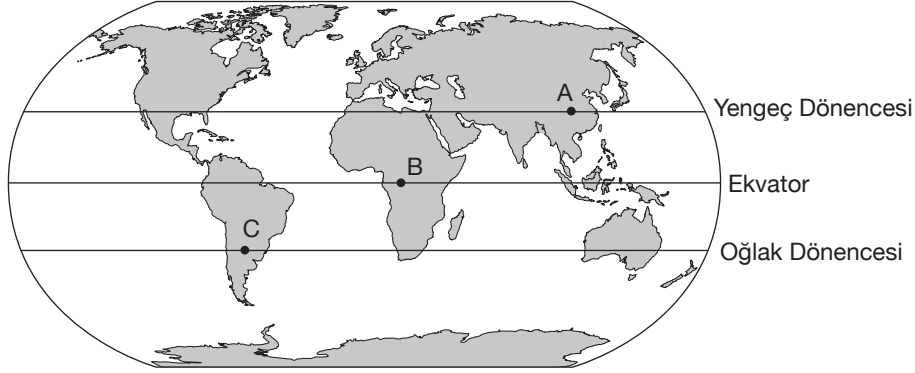 A
Yengeç Dönencesi
B
Ekvator
C
Oğlak Dönencesi